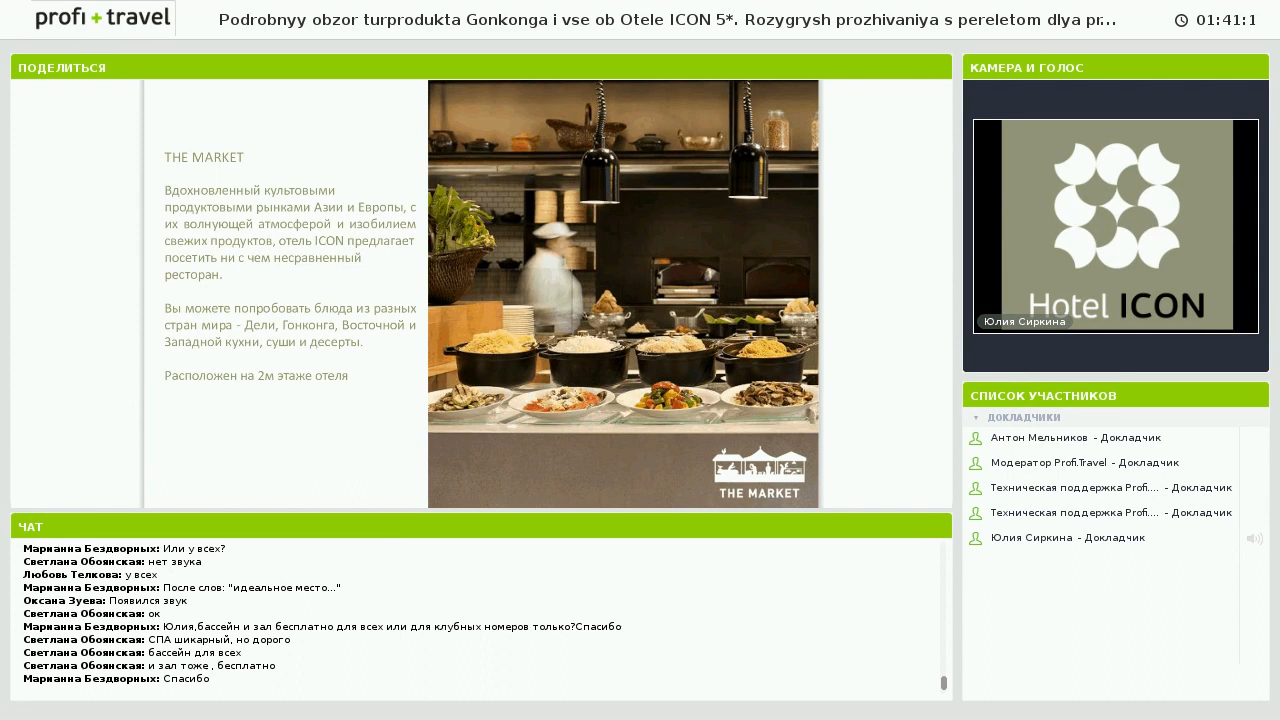 profi + travel
Podrobnyy obzor turprodukta Gonkonga i vse ob Otele ICON 5*. Rozygrysh prozhivaniya s pereletom dlya pr...
01:41:1
ПОДЕЛИТЬСЯ
THE MARKET
Вдохновленный культовыми
продуктовыми рынками Азии и Европы, с
их волнующей атмосферой и изобилием
свежих продуктов, отель ICON предлагает
посетить ни с чем несравненный
ресторан.
Вы можете попробовать блюда из разных
стран мира - Дели, Гонконга, Восточной и
Западной кухни, суши и десерты.
Расположен на 2м этаже отеля
THE MARKET
КАМЕРА И ГОЛОС
Hotel ICON
Юлия Сиркина
СПИСОК УЧАСТНИКОВ
ДОКЛАДЧИКИ
Антон Мельников - Докладчик
Модератор Profi.Travel - Докладчик
Техническая поддержка Profi.... - Докладчик
Техническая поддержка Profi.... - Докладчик
Юлия Сиркина - Докладчик
ЧАТ
Марианна Бездворных: Или у всех?
Светлана Обоянская: нет звука
Любовь Телкова: у всех
Марианна Бездворных: После слов: "идеальное место..."
Оксана Зуева: Появился звук
Светлана Обоянская: ок
Марианна Бездворных: Юлия,бассейн и зал бесплатно для всех или для клубных номеров только?Спасибо
Светлана Обоянская: СПА шикарный, но дорого
Светлана Обоянская: бассейн для всех
Светлана Обоянская: и зал тоже , бесплатно
Марианна Бездворных: Спасибо